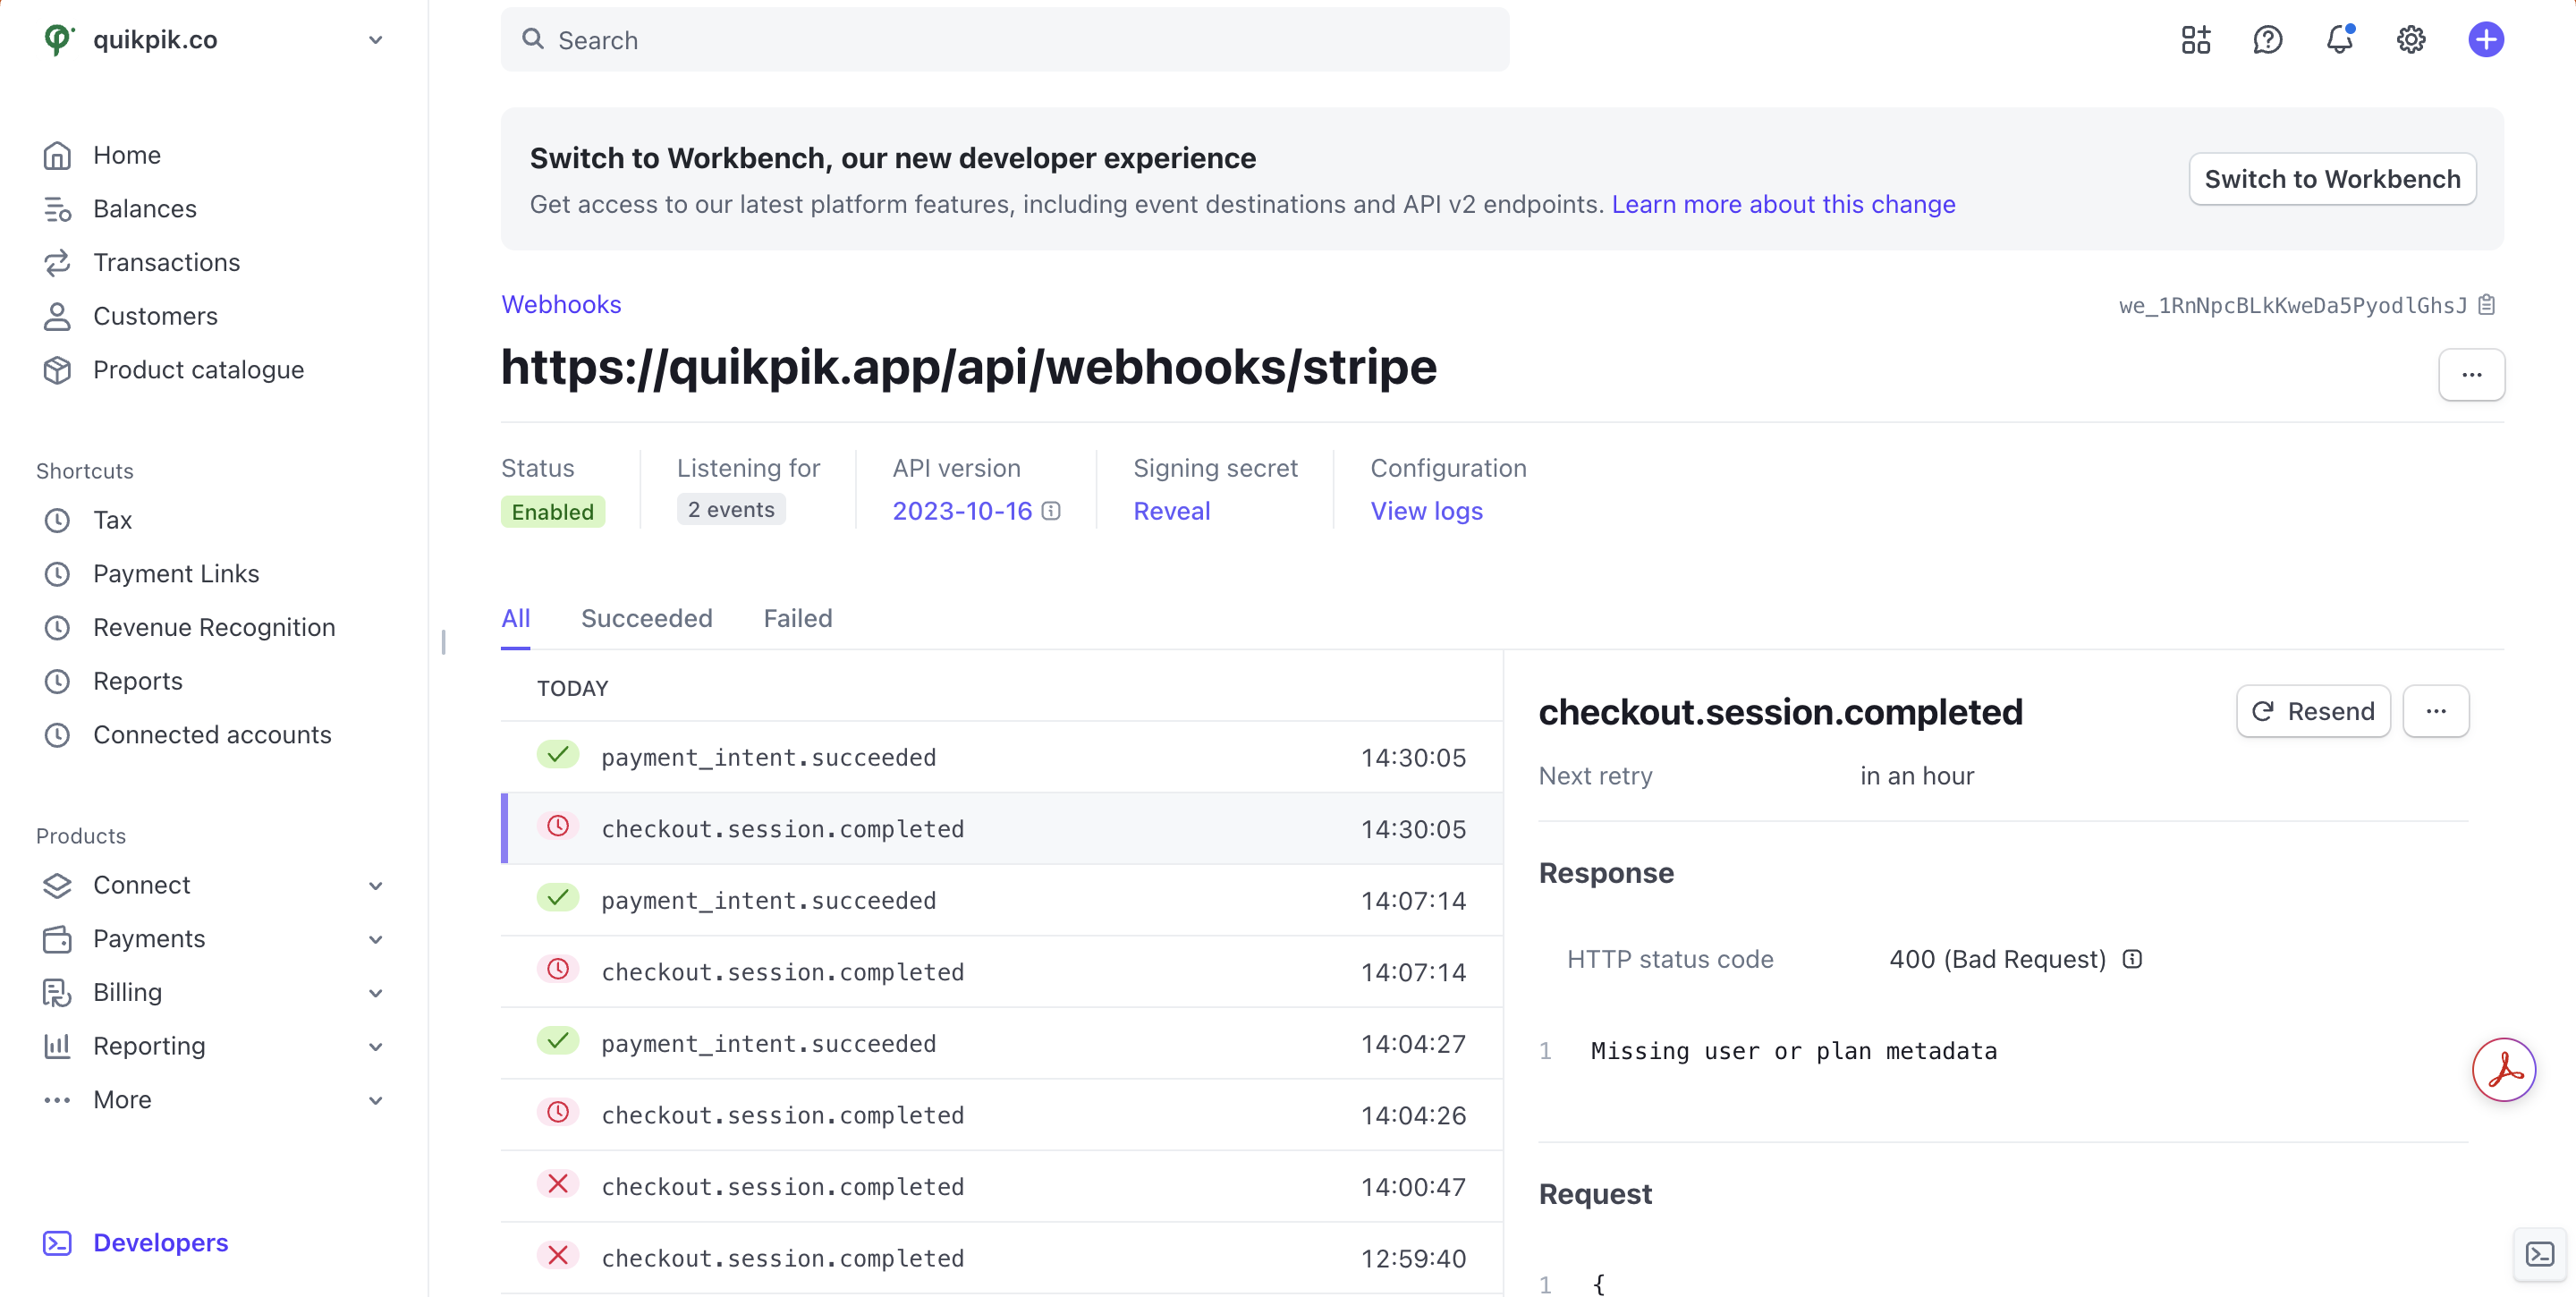 quikpik.co
Search
Home
Balances
Transactions
Customers
Product catalogue
Shortcuts
Tax
Payment Links
Revenue Recognition
Reports
Connected accounts
Products
Connect
Payments
Billing
Reporting
More
Developers
Switch to Workbench, our new developer experience
Get access to our latest platform features, including event destinations and API v2 endpoints. Learn more about this change
Switch to Workbench
Webhooks
we_1RnNpcBLkKweDa5PyodlGhsJ
https://quikpik.app/api/webhooks/stripe
Status
Enabled
Listening for
2 events
API version
2023-10-16
Signing secret
Reveal
Configuration
View logs
All Succeeded Failed
TODAY
payment_intent.succeeded 14:30:05
checkout.session.completed 14:30:05
payment_intent.succeeded 14:07:14
checkout.session.completed 14:07:14
payment_intent.succeeded 14:04:27
checkout.session.completed 14:04:26
checkout.session.completed 14:00:47
checkout.session.completed 12:59:40
checkout.session.completed
Resend
Next retry in an hour
Response
HTTP status code 400 (Bad Request)
1 Missing user or plan metadata
Request
1 {